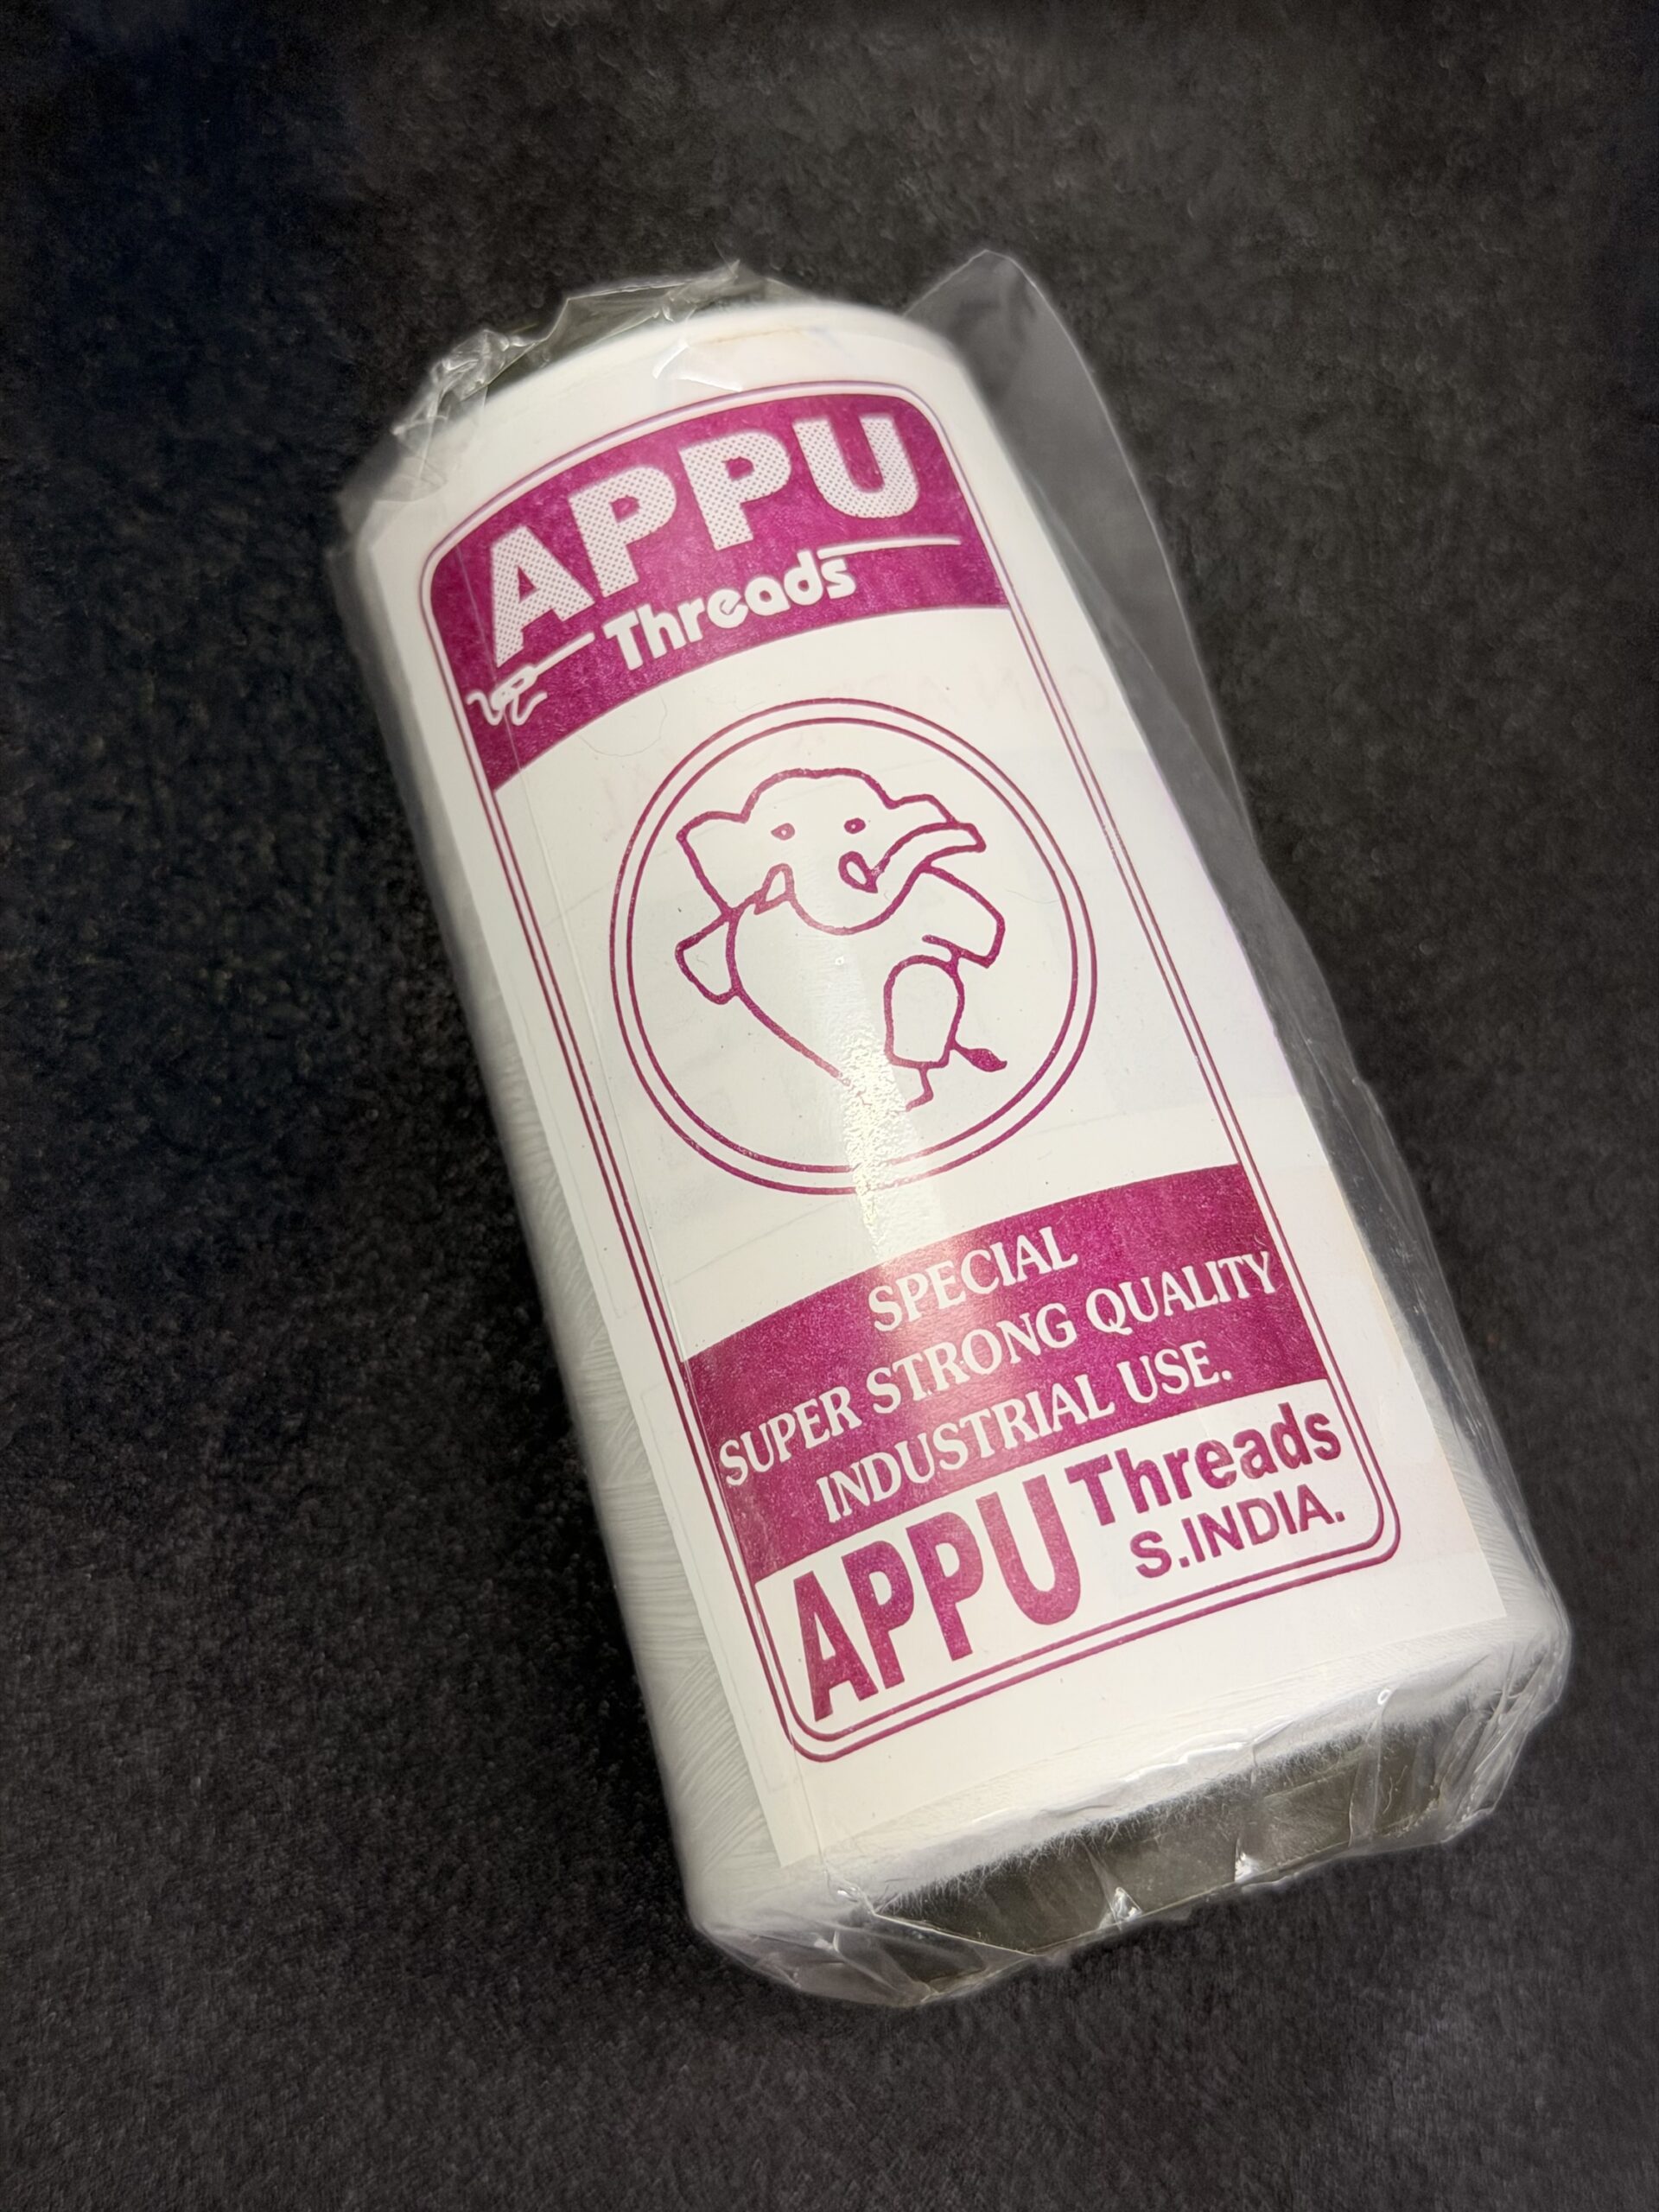 APPU
Threads
SPECIAL
SUPER STRONG QUALITY
INDUSTRIAL USE.
APPU Threads
S.INDIA.